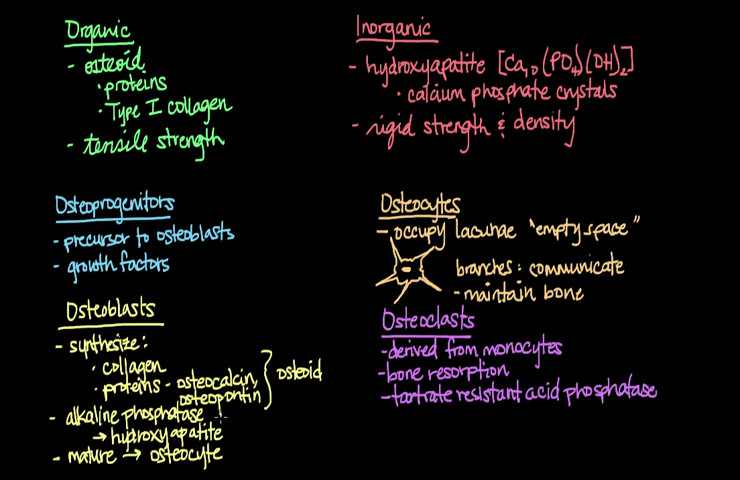 Organic
- osteoid
• proteins
• Type I collagen
- tensile strength
Inorganic
- hydroxyapatite [Ca10(PO4)(OH)2]
• calcium phosphate crystals
- rigid strength & density
Osteoprogenitors
- precursor to osteoblasts
- growth factors
Osteocytes
- occupy lacunae "empty space"
branches: communicate
- maintain bone
Osteoblasts
- synthesize:
• collagen
• proteins - osteocalcin, osteopontin } osteoid
- alkaline phosphatase
→ hydroxyapatite
- mature → osteocyte
Osteoclasts
- derived from monocytes
- bone resorption
- tartrate resistant acid phosphatase